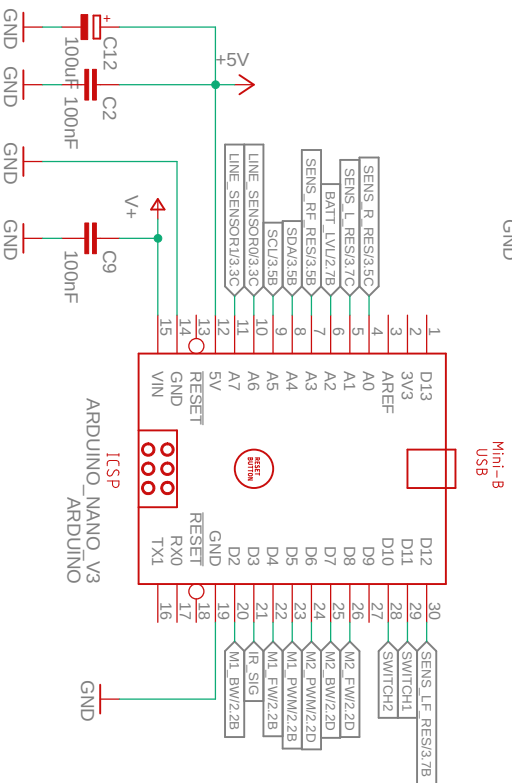 GND
C12
100uF
+5V
GND
C2
100nF
GND
GND
V+
C9
100nF
GND
LINE_SENSOR1/3.3C
LINE_SENSOR0/3.3C
SCL/3.5B
SDA/3.5B
SENS_RF_RES/3.5B
BATT_LVL/2.7B
SENS_L_RES/3.7C
SENS_R_RES/3.5C
15
14
13
12
11
10
9
8
7
6
5
4
3
2
1
VIN
GND
RESET
5V
A7
A6
A5
A4
A3
A2
A1
A0
AREF
3V3
D13
Mini-B
USB
RESET
BUTTON
ICSP
ARDUINO_NANO_V3
ARDUINO
TX1
RX0
RESET
GND
D2
D3
D4
D5
D6
D7
D8
D9
D10
D11
D12
16
17
18
19
20
21
22
23
24
25
26
27
28
29
30
M1_BW/2.2B
IR_SIG
M1_FW/2.2B
M1_PWM/2.2B
M2_PWM/2.2D
M2_BW/2.2D
M2_FW/2.2D
SWITCH2
SWITCH1
SENS_LF_RES/3.7B
GND